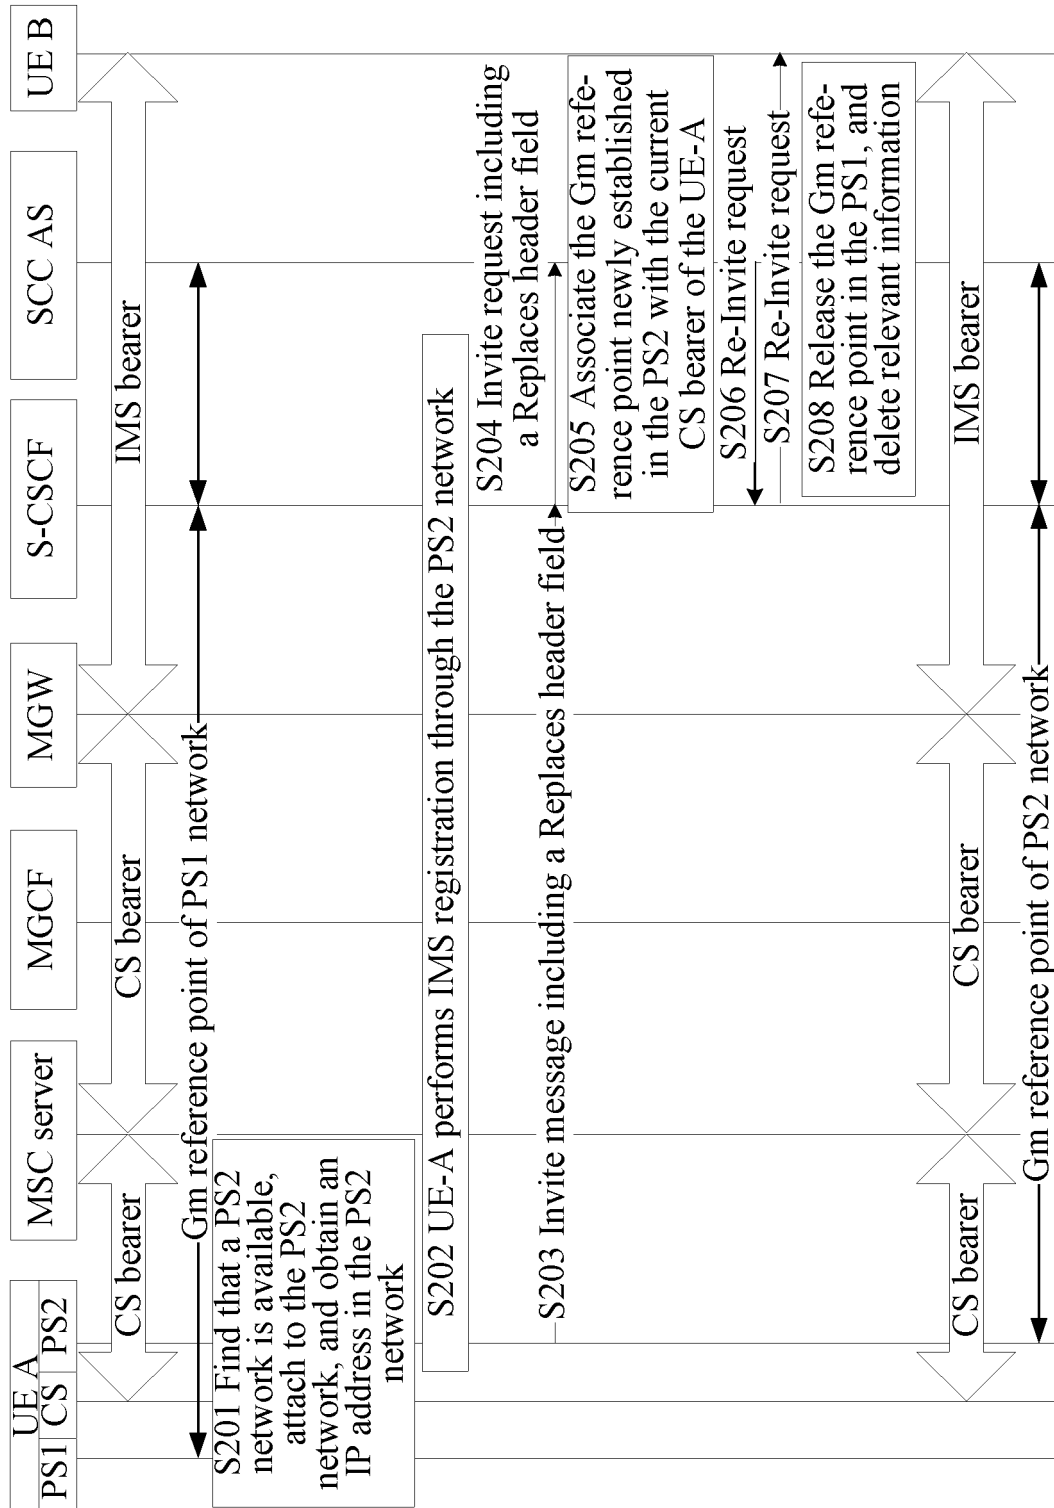 UE A
PS1
CS
PS2
MSC server
MGCF
MGW
S-CSCF
SCC AS
UE B
CS bearer
CS bearer
IMS bearer
Gm reference point of PS1 network
S201 Find that a PS2
network is available,
attach to the PS2
network, and obtain an
IP address in the PS2
network
S202 UE-A performs IMS registration through the PS2 network
S203 Invite message including a Replaces header field
S204 Invite request including
a Replaces header field
S205 Associate the Gm refe-
rence point newly established
in the PS2 with the current
CS bearer of the UE-A
S206 Re-Invite request
S207 Re-Invite request
S208 Release the Gm refe-
rence point in the PS1, and
delete relevant information
CS bearer
CS bearer
IMS bearer
Gm reference point of PS2 network